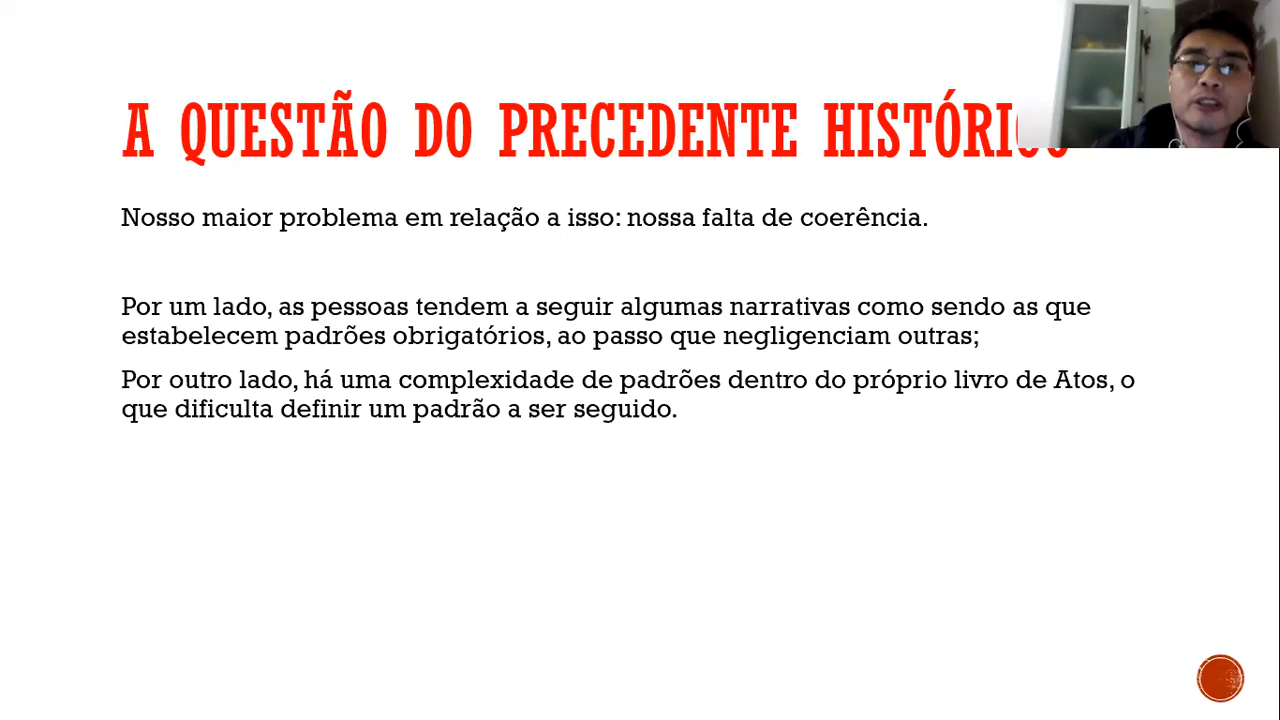 A QUESTÃO DO PRECEDENTE
Nosso maior problema em relação a isso: nossa falta de coerência.
Por um lado, as pessoas tendem a seguir algumas narrativas como sendo as que
estabelecem padrões obrigatórios, ao passo que negligenciam outras;
Por outro lado, há uma complexidade de padrões dentro do próprio livro de Atos, o
que dificulta definir um padrão a ser seguido.